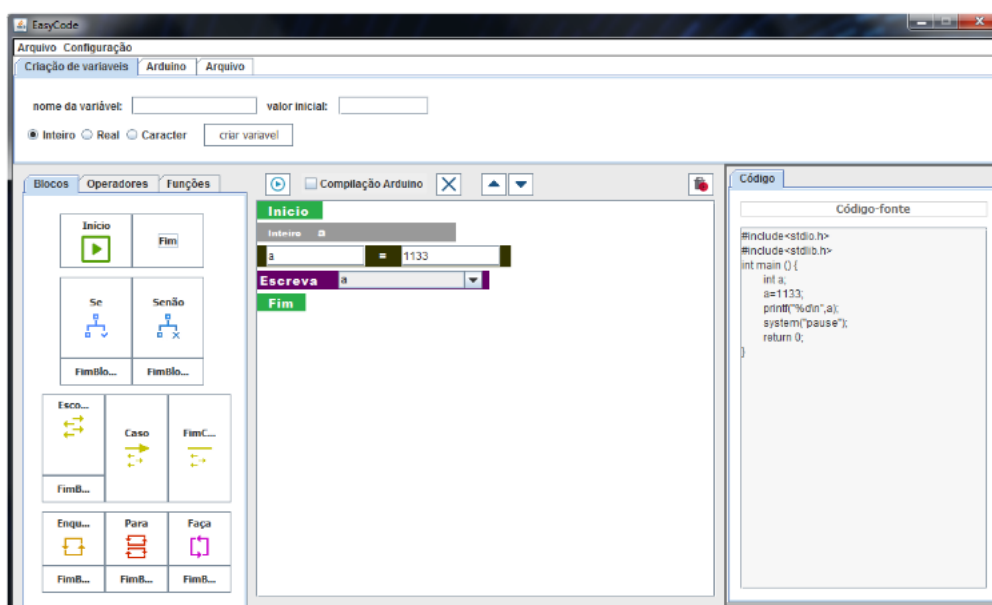 EasyCode
Arquivo Configuração
Criação de variaveis Arduino Arquivo
nome da variável: valor inicial:
Inteiro Real Caracter criar variavel
Blocos Operadores Funções
Compilação Arduino
Código
Início
Fim
Se
Senão
FimBlo...
FimBlo...
Esco...
Caso
FimC...
FimB...
Enqu...
Para
Faça
FimB...
FimB...
FimB...
Inicio
Inteiro a
a = 1133
Escreva a
Fim
Código-fonte
#include<stdio.h>
#include<stdlib.h>
int main () {
int a;
a=1133;
printf("%d\n",a);
system("pause");
return 0;
}